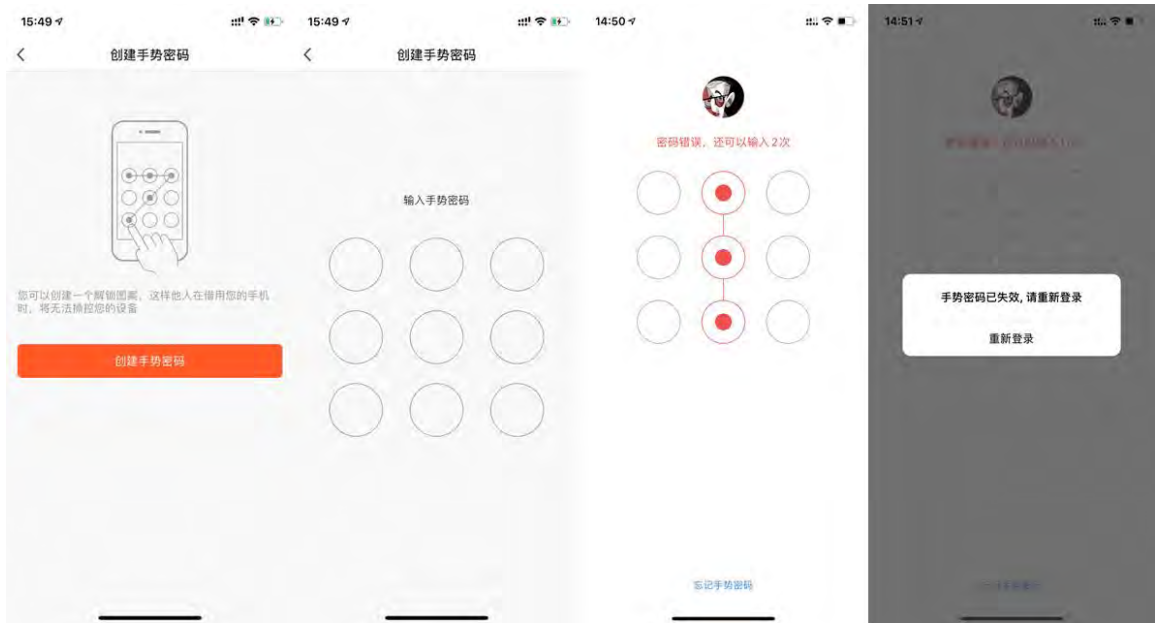 15:49
创建手势密码
您可以创建一个解锁图案，这样他人在借用您的手机
时，将无法操控您的设备
创建手势密码
15:49
创建手势密码
输入手势密码
14:50
密码错误，还可以输入2次
忘记手势密码
14:51
手势密码已失效, 请重新登录
重新登录